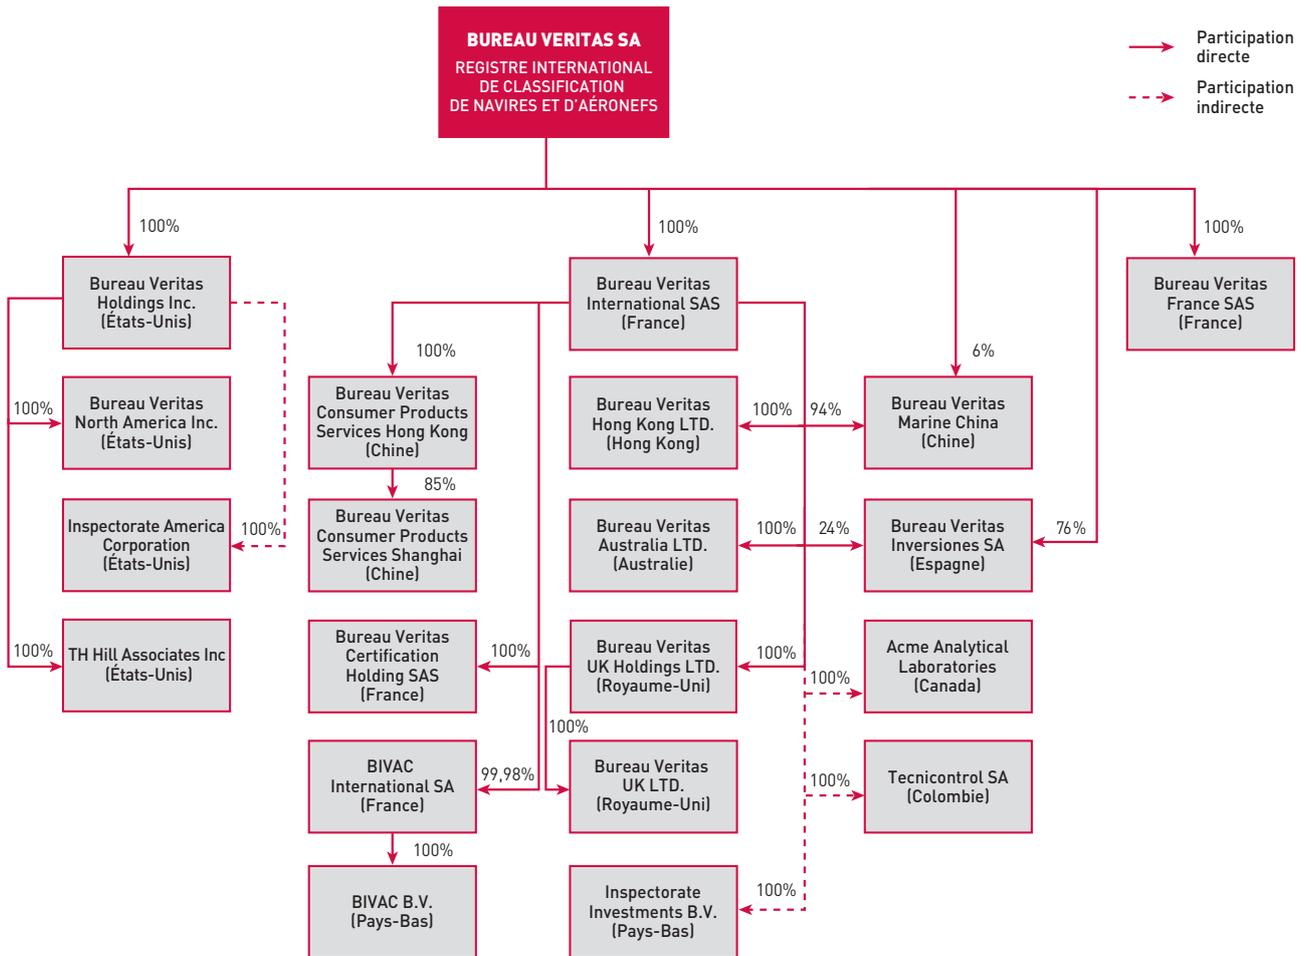 BUREAU VERITAS SA
REGISTRE INTERNATIONAL
DE CLASSIFICATION
DE NAVIRES ET D'AÉRONEFS
Participation
directe
Participation
indirecte
100%
100%
100%
Bureau Veritas
Holdings Inc.
(États-Unis)
Bureau Veritas
International SAS
(France)
Bureau Veritas
France SAS
(France)
100%
6%
100%
Bureau Veritas
North America Inc.
(États-Unis)
Bureau Veritas
Consumer Products
Services Hong Kong
(Chine)
Bureau Veritas
Hong Kong LTD.
(Hong Kong)
100%
94%
Bureau Veritas
Marine China
(Chine)
85%
Inspectorate America
Corporation
(États-Unis)
100%
Bureau Veritas
Consumer Products
Services Shanghai
(Chine)
Bureau Veritas
Australia LTD.
(Australie)
100%
24%
Bureau Veritas
Inversiones SA
(Espagne)
76%
100%
TH Hill Associates Inc
(États-Unis)
Bureau Veritas
Certification
Holding SAS
(France)
100%
Bureau Veritas
UK Holdings LTD.
(Royaume-Uni)
100%
100%
Acme Analytical
Laboratories
(Canada)
100%
BIVAC
International SA
(France)
99,98%
Bureau Veritas
UK LTD.
(Royaume-Uni)
100%
Tecnicontrol SA
(Colombie)
100%
BIVAC B.V.
(Pays-Bas)
Inspectorate
Investments B.V.
(Pays-Bas)
100%